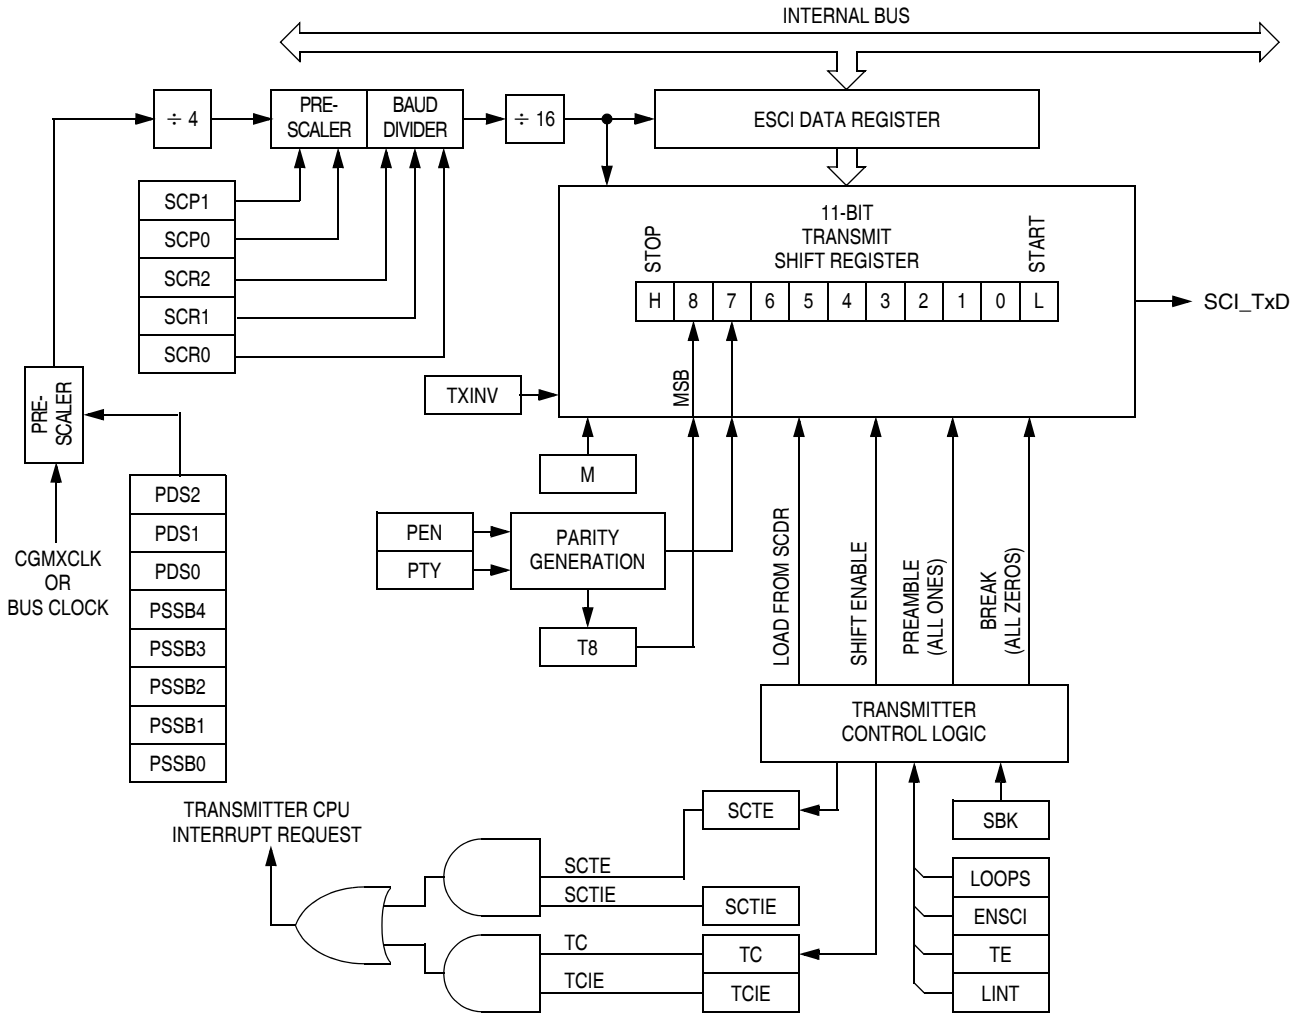 INTERNAL BUS
÷ 4
PRE-
SCALER
BAUD
DIVIDER
÷ 16
ESCI DATA REGISTER
SCP1
SCP0
SCR2
SCR1
SCR0
11-BIT
TRANSMIT
SHIFT REGISTER
STOP
START
H 8 7 6 5 4 3 2 1 0 L
SCI_TxD
PRE-
SCALER
TXINV
MSB
M
CGMXCLK
OR
BUS CLOCK
PDS2
PDS1
PDS0
PSSB4
PSSB3
PSSB2
PSSB1
PSSB0
PEN
PTY
PARITY
GENERATION
T8
LOAD FROM SCDR
SHIFT ENABLE
PREAMBLE
(ALL ONES)
BREAK
(ALL ZEROS)
TRANSMITTER
CONTROL LOGIC
TRANSMITTER CPU
INTERRUPT REQUEST
SCTE
SBK
SCTE
SCTIE
SCTIE
TC
TC
TCIE
TCIE
LOOPS
ENSCI
TE
LINT